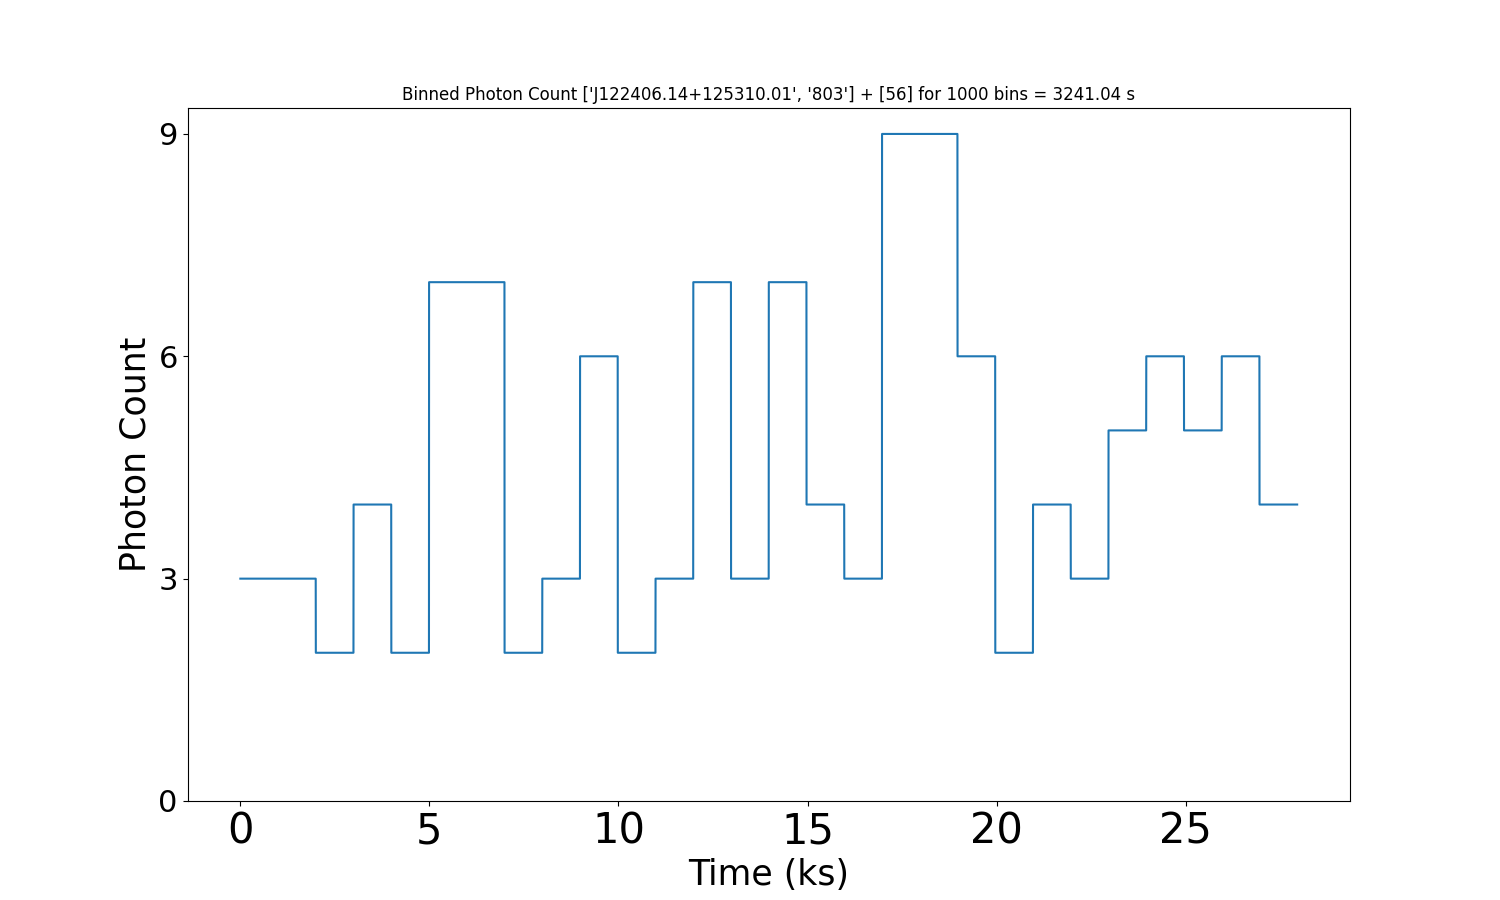 Binned Photon Count ['J122406.14+125310.01', '803'] + [56] for 1000 bins = 3241.04 s
9
6
3
0
Photon Count
0 5 10 15 20 25
Time (ks)